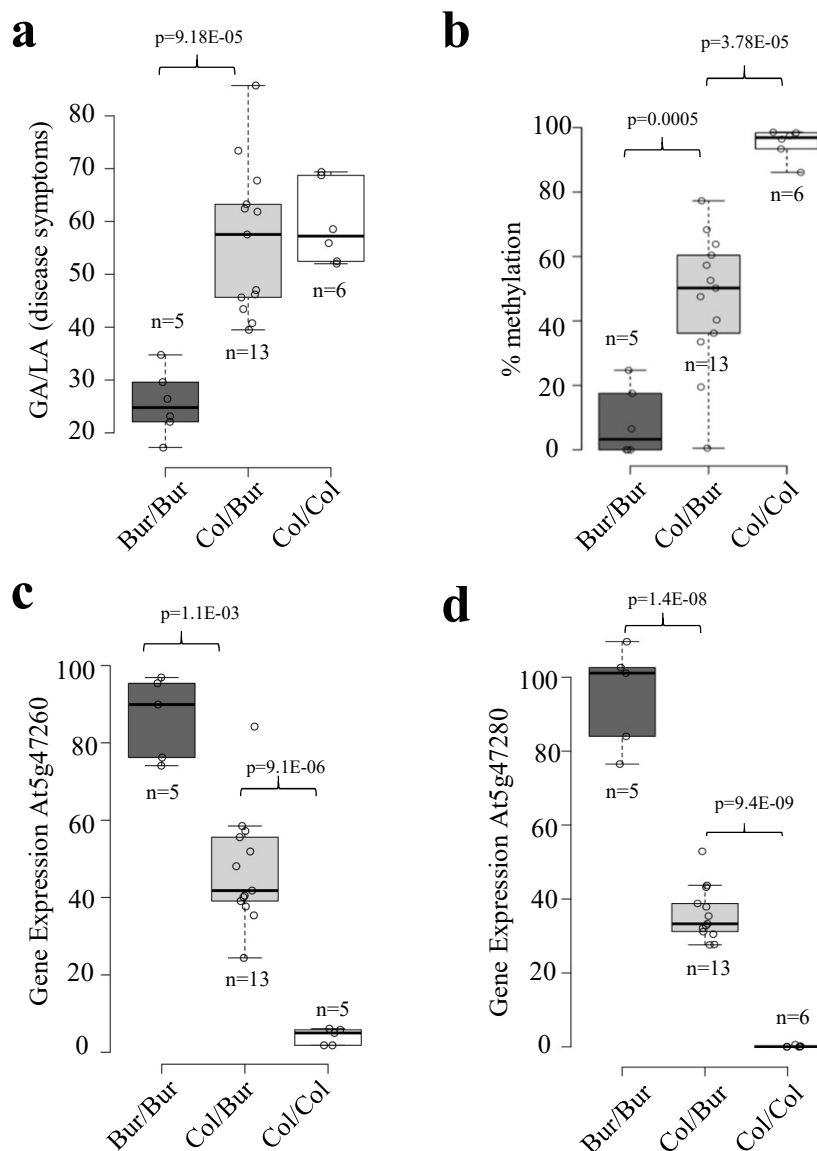 a
p=9.18E-05
GA/LA (disease symptoms)
80
70
60
50
40
30
20
n=5
n=13
n=6
Bur/Bur
Col/Bur
Col/Col
b
p=3.78E-05
p=0.0005
% methylation
100
80
60
40
20
0
n=5
n=13
n=6
Bur/Bur
Col/Bur
Col/Col
c
p=1.1E-03
p=9.1E-06
Gene Expression At5g47260
100
80
60
40
20
0
n=5
n=13
n=5
Bur/Bur
Col/Bur
Col/Col
d
p=1.4E-08
p=9.4E-09
Gene Expression At5g47280
100
80
60
40
20
0
n=5
n=13
n=6
Bur/Bur
Col/Bur
Col/Col